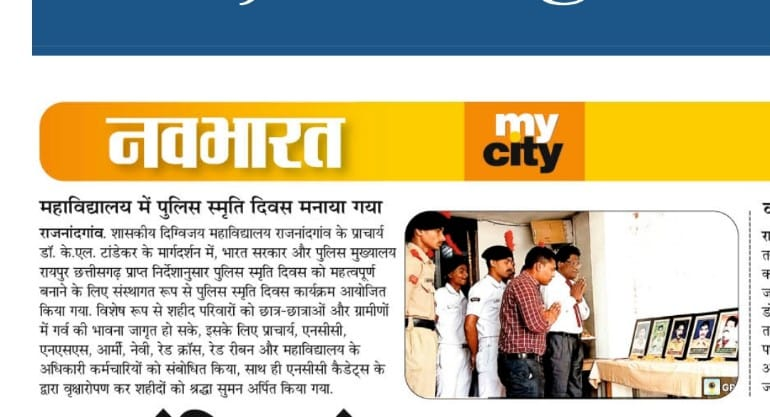 नवभारत
my
city
महाविद्यालय में पुलिस स्मृति दिवस मनाया गया
राजनांदगांव. शासकीय दिग्विजय महाविद्यालय राजनांदगांव के प्राचार्य
डॉ. के.एल. टांडेकर के मार्गदर्शन में, भारत सरकार और पुलिस मुख्यालय
रायपुर छत्तीसगढ़ प्राप्त निर्देशानुसार पुलिस स्मृति दिवस को महत्वपूर्ण
बनाने के लिए संस्थागत रूप से पुलिस स्मृति दिवस कार्यक्रम आयोजित
किया गया. विशेष रूप से शहीद परिवारों को छात्र-छात्राओं और ग्रामीणों
में गर्व की भावना जागृत हो सके, इसके लिए प्राचार्य, एनसीसी,
एनएसएस, आर्मी, नेवी, रेड क्रॉस, रेड रीबन और महाविद्यालय के
अधिकारी कर्मचारियों को संबोधित किया, साथ ही एनसीसी कैडेट्स के
द्वारा वृक्षारोपण कर शहीदों को श्रद्धा सुमन अर्पित किया गया.